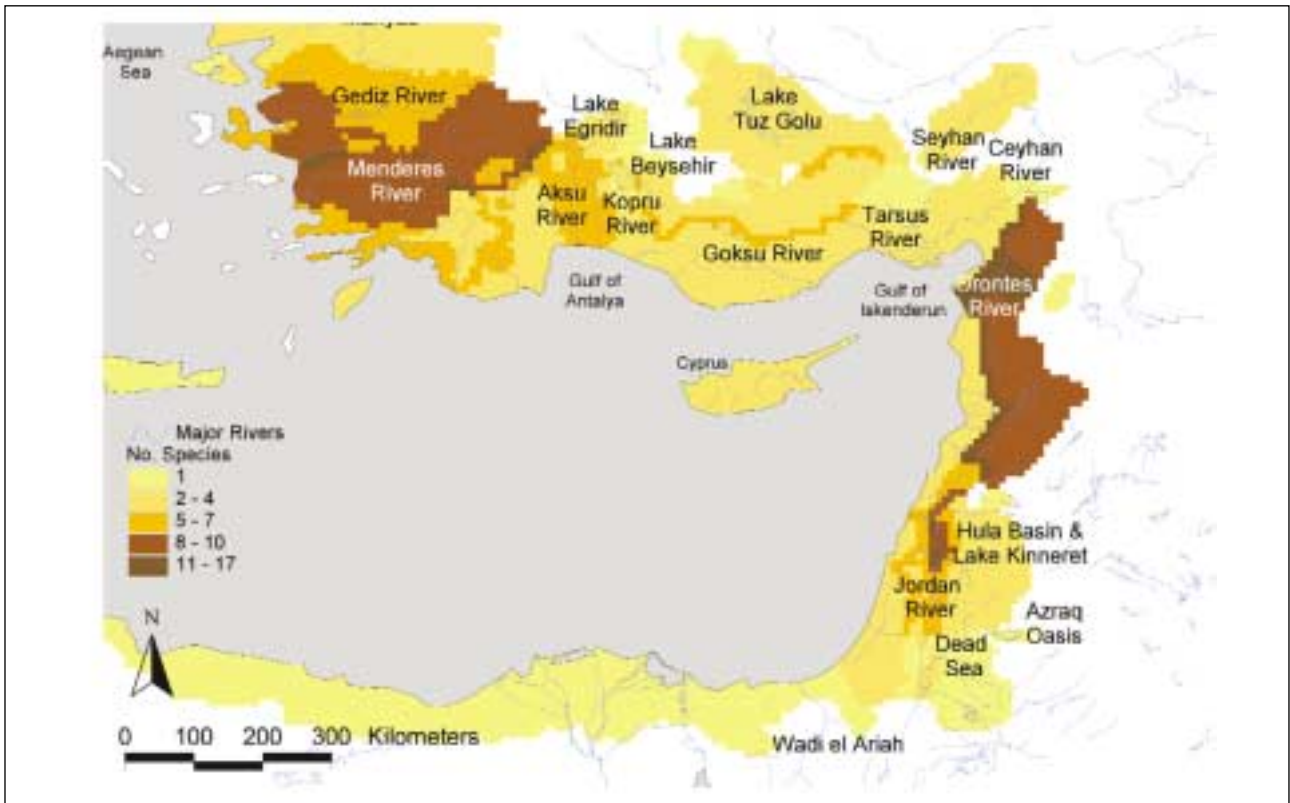 Aegean
Sea
Gediz River
Menderes
River
Lake
Egridir
Lake
Beysehir
Lake
Tuz Golu
Seyhan
River
Ceyhan
River
Aksu
River
Kopru
River
Goksu River
Tarsus
River
Gulf of
Antalya
Gulf of
Iskenderun
Orontes
River
Cyprus
Major Rivers
No. Species
1
2 - 4
5 - 7
8 - 10
11 - 17
Hula Basin &
Lake Kinneret
Jordan
River
Azraq
Oasis
Dead
Sea
N
0 100 200 300 Kilometers
Wadi el Ariah